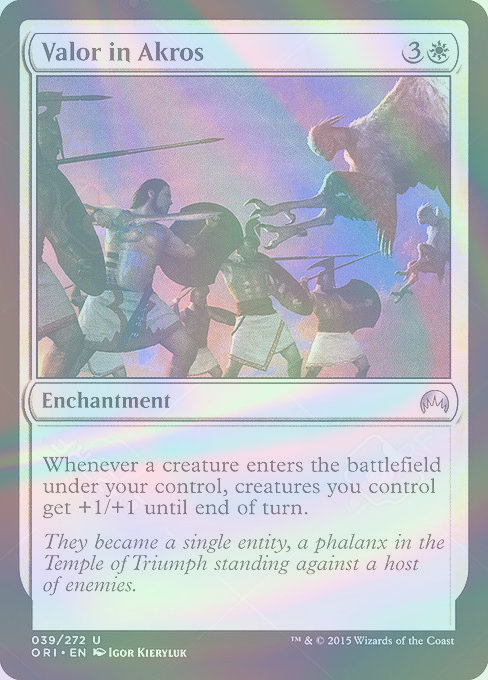 Valor in Akros 3
Enchantment
Whenever a creature enters the battlefield
under your control, creatures you control
get +1/+1 until end of turn.
They became a single entity, a phalanx in the
Temple of Triumph standing against a host
of enemies.
039/272 U
ORI • EN Igor Kieryluk
™ & © 2015 Wizards of the Coast